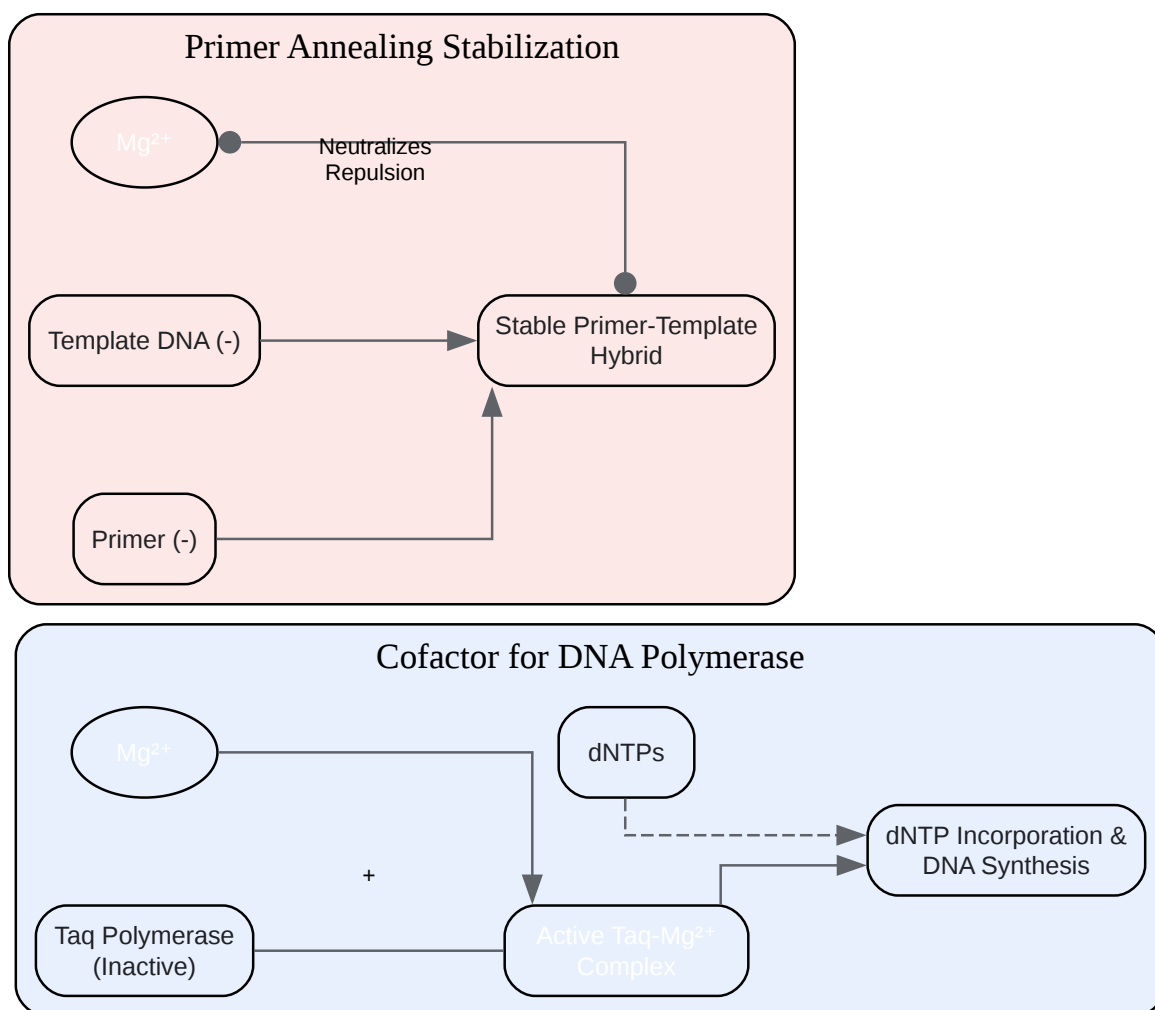 Primer Annealing Stabilization
Mg²⁺
Neutralizes
Repulsion
Template DNA (-)
Stable Primer-Template
Hybrid
Primer (-)
Cofactor for DNA Polymerase
Mg²⁺
dNTPs
dNTP Incorporation &
DNA Synthesis
+
Taq Polymerase
(Inactive)
Active Taq-Mg²⁺
Complex